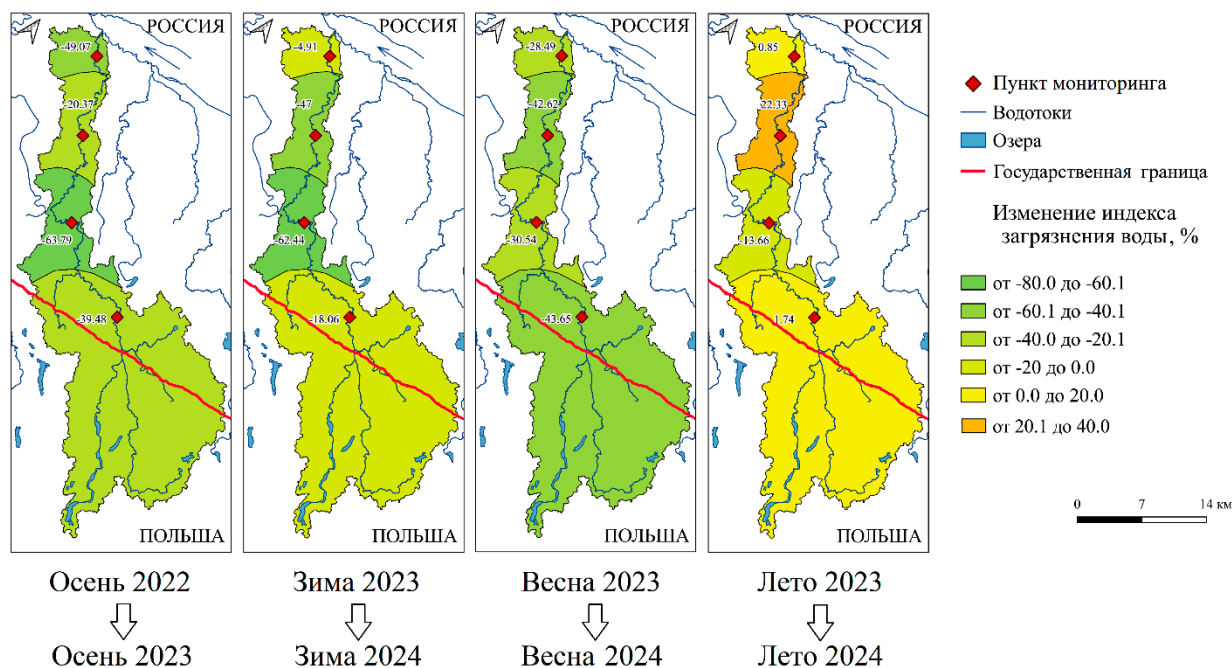 РОССИЯ
-49.07
-20.37
-63.79
-39.48
ПОЛЬША
Осень 2022
Осень 2023
РОССИЯ
-4.91
-47
-62.44
-18.06
ПОЛЬША
Зима 2023
Зима 2024
РОССИЯ
-28.49
-42.62
-30.54
-43.65
ПОЛЬША
Весна 2023
Весна 2024
РОССИЯ
0.85
22.33
-13.66
1.74
ПОЛЬША
Лето 2023
Лето 2024
Пункт мониторинга
Водотоки
Озера
Государственная граница
Изменение индекса
загрязнения воды, %
от -80.0 до -60.1
от -60.1 до -40.1
от -40.0 до -20.1
от -20 до 0.0
от 0.0 до 20.0
от 20.1 до 40.0
0 7 14 км